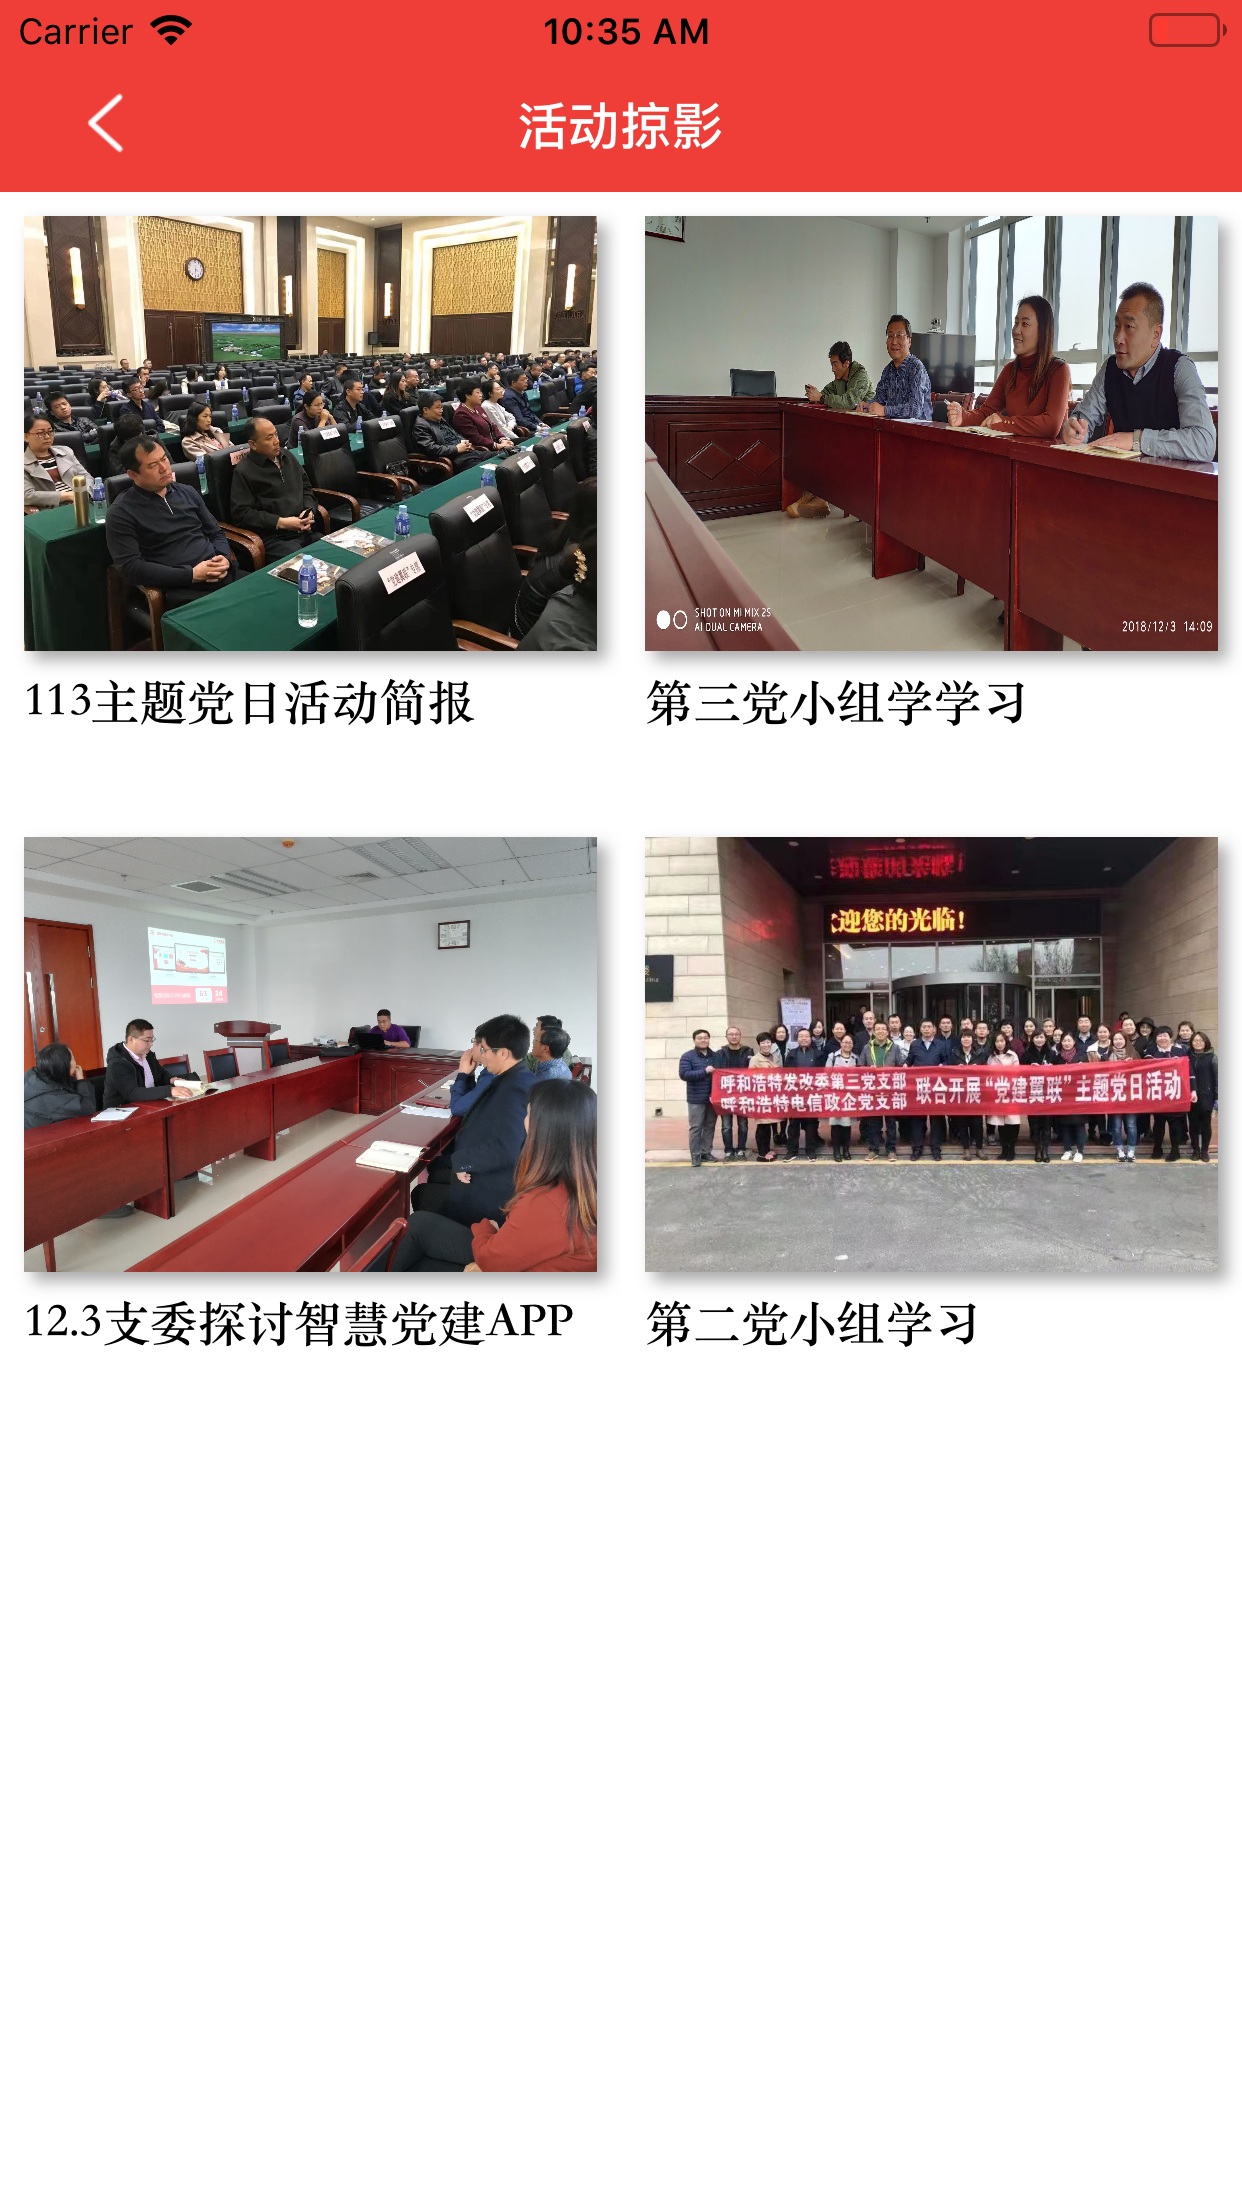 Carrier
10:35 AM
活动掠影
SHOT ON MI MIX 2S
AI DUAL CAMERA
2018/12/3 14:09
113主题党日活动简报
第三党小组学学习
迎您的光临!
呼和浩特发改委第三党支部
呼和浩特电信政企党支部
联合开展“党建翼联”主题党日活动
12.3支委探讨智慧党建APP
第二党小组学习